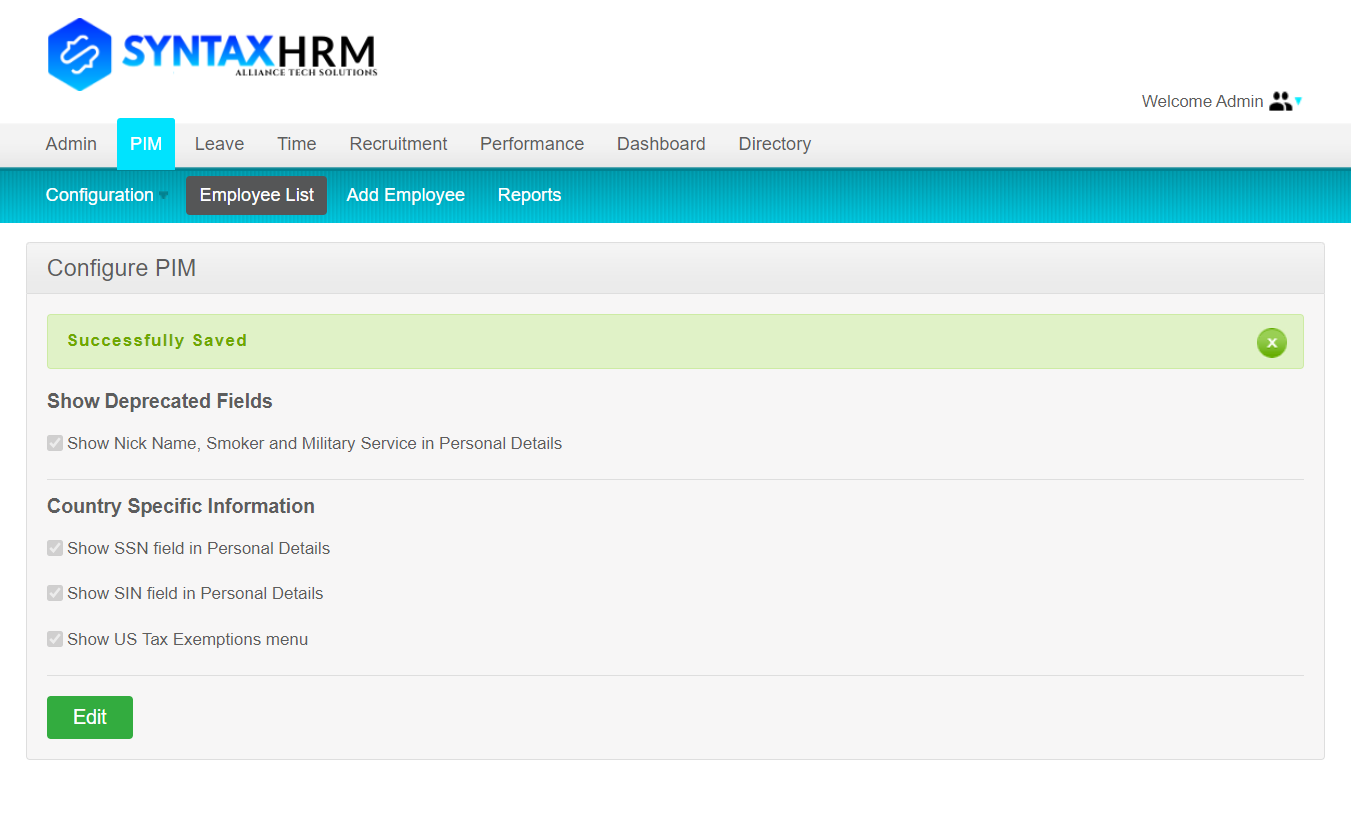 SYNTAXHRM
ALLIANCE TECH SOLUTIONS
Welcome Admin
Admin PIM Leave Time Recruitment Performance Dashboard Directory
Configuration Employee List Add Employee Reports
Configure PIM
Successfully Saved
x
Show Deprecated Fields
Show Nick Name, Smoker and Military Service in Personal Details
Country Specific Information
Show SSN field in Personal Details
Show SIN field in Personal Details
Show US Tax Exemptions menu
Edit